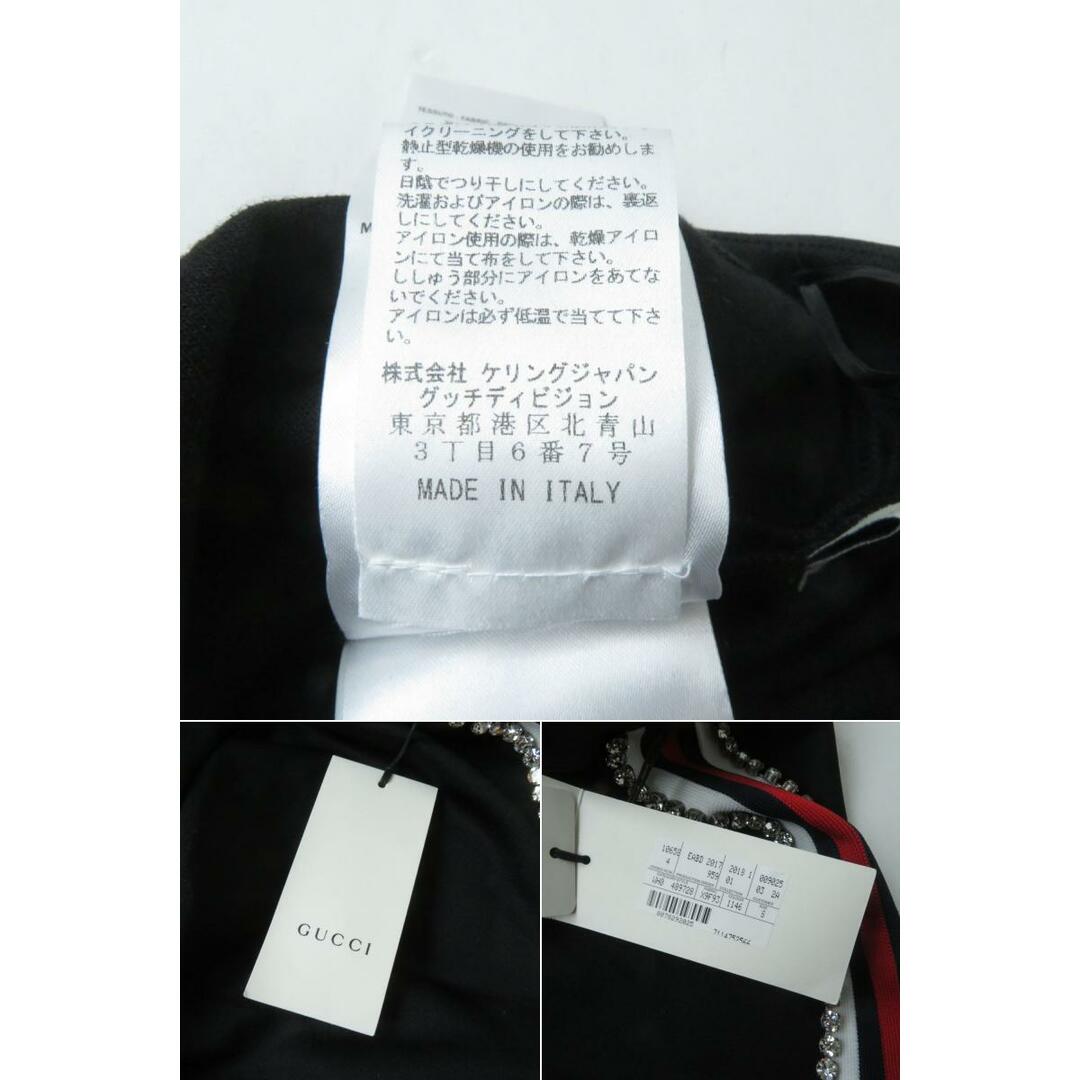 イクリーニングをして下さい。
静止型乾燥機の使用をお勧めしま
す。
日陰でつり干しにしてください。
洗濯およびアイロンの際は、裏返
しにしてください。
アイロン使用の際は、乾燥アイロ
ンにて当て布をして下さい。
ししゅう部分にアイロンをあてな
いでください。
アイロンは必ず低温で当てて下さ
い。
株式会社 ケリングジャパン
グッチディビジョン
東京都港区北青山
3丁目6番7号
MADE IN ITALY
M
GUCCI
10658 EABD 2017 2018 1 009025
4 959 01 03 2A
489728 X9F93 1146 S